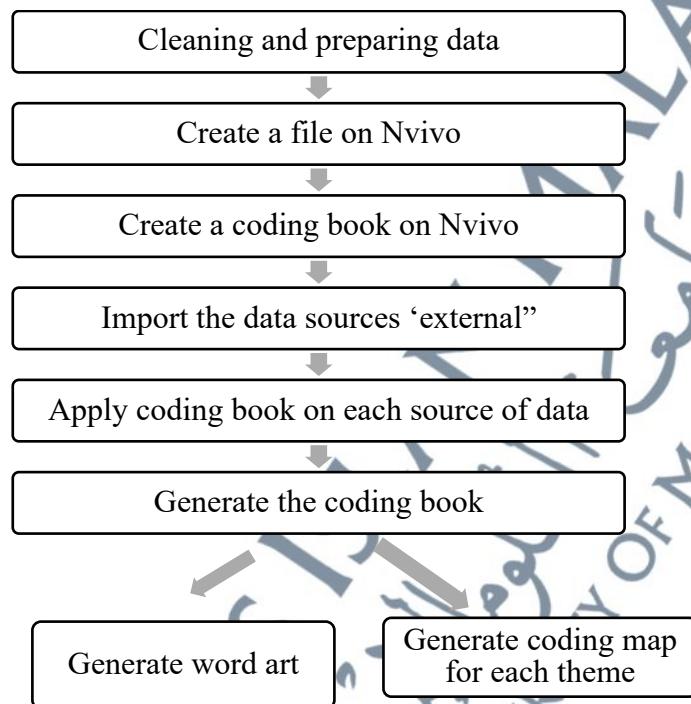 Cleaning and preparing data
Create a file on Nvivo
Create a coding book on Nvivo
Import the data sources ‘external”
Apply coding book on each source of data
Generate the coding book
Generate word art
Generate coding map
for each theme